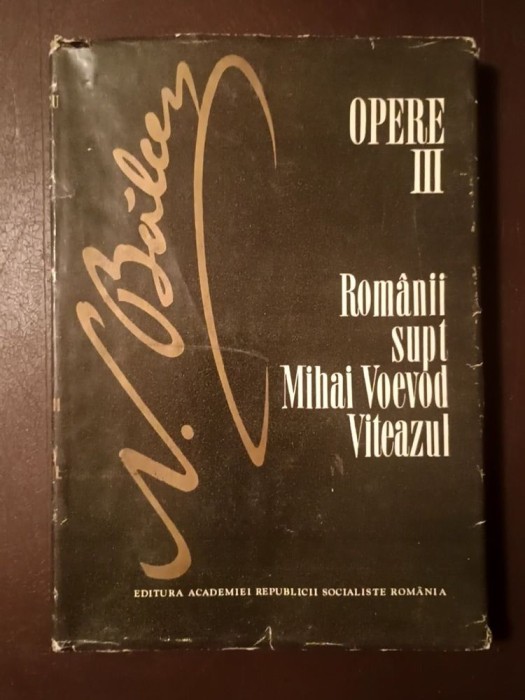 N. Bălcescu
OPERE
III
Românii
supt
Mihai Voevod
Viteazul
EDITURA ACADEMIEI REPUBLICII SOCIALISTE ROMÂNIA